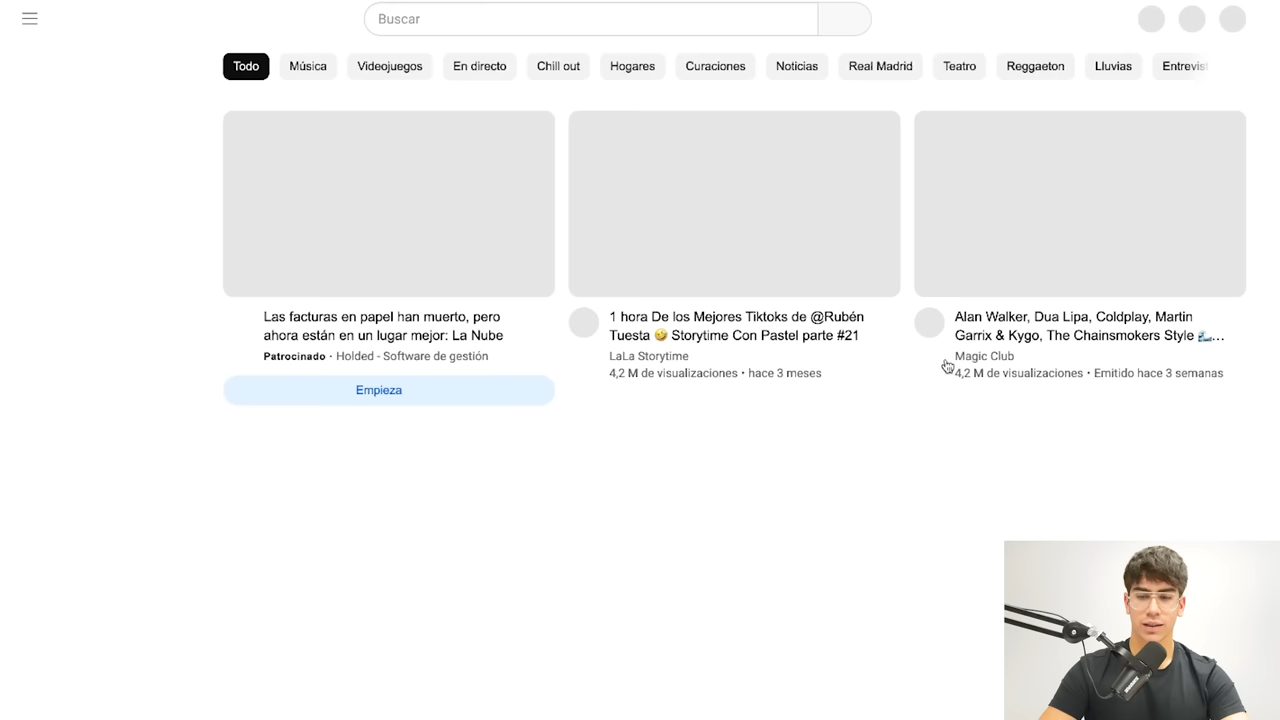 Buscar
Todo
Música
Videojuegos
En directo
Chill out
Hogares
Curaciones
Noticias
Real Madrid
Teatro
Reggaeton
Lluvias
Entrevis
Las facturas en papel han muerto, pero
ahora están en un lugar mejor: La Nube
Patrocinado · Holded - Software de gestión
Empieza
1 hora De los Mejores Tiktoks de @Rubén
Tuesta 🤣 Storytime Con Pastel parte #21
LaLa Storytime
4,2 M de visualizaciones • hace 3 meses
Alan Walker, Dua Lipa, Coldplay, Martin
Garrix & Kygo, The Chainsmokers Style 🌊...
Magic Club
4,2 M de visualizaciones • Emitido hace 3 semanas